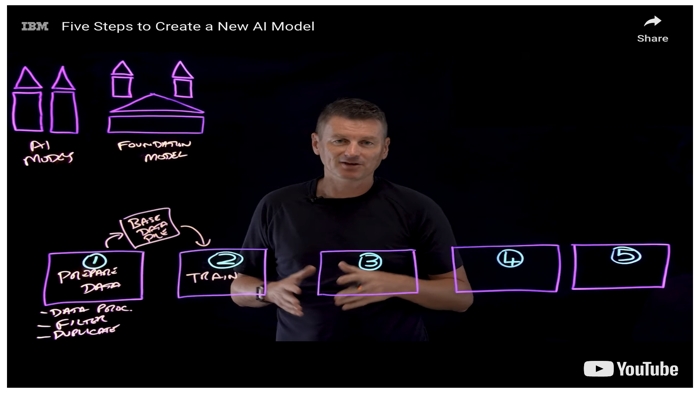 IBM Five Steps to Create a New AI Model
Share
AI
MODELS
FOUNDATION
MODEL
BASE
DATA
PILE
1
2
3
4
5
PREPARE
DATA
TRAIN
- DATA PROC.
- FILTER
- DUPLICATE
YouTube